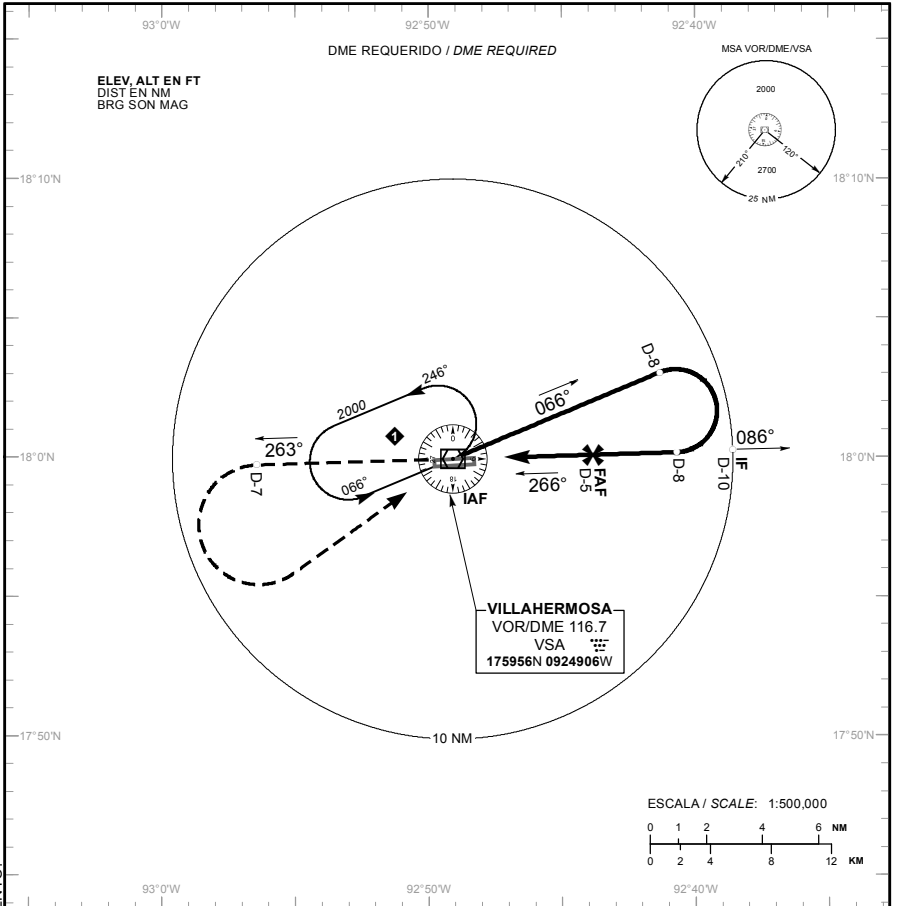 93°0'W 92°50'W 92°40'W
DME REQUERIDO / DME REQUIRED
ELEV, ALT EN FT
DIST EN NM
BRG SON MAG
MSA VOR/DME/VSA
2000
210° 120°
2700
25 NM
18°10'N 18°10'N
D-8
246°
2000
066°
1
263°
086°
18°0'N 18°0'N
0
18
066°
D-7
266°
IAF
FAF
D-5
D-8
D-10
IF
VILLAHERMOSA
VOR/DME 116.7
VSA
175956N 0924906W
17°50'N 17°50'N
10 NM
ESCALA / SCALE: 1:500,000
0 1 2 4 6 NM
0 2 4 8 12 KM
93°0'W 92°50'W 92°40'W